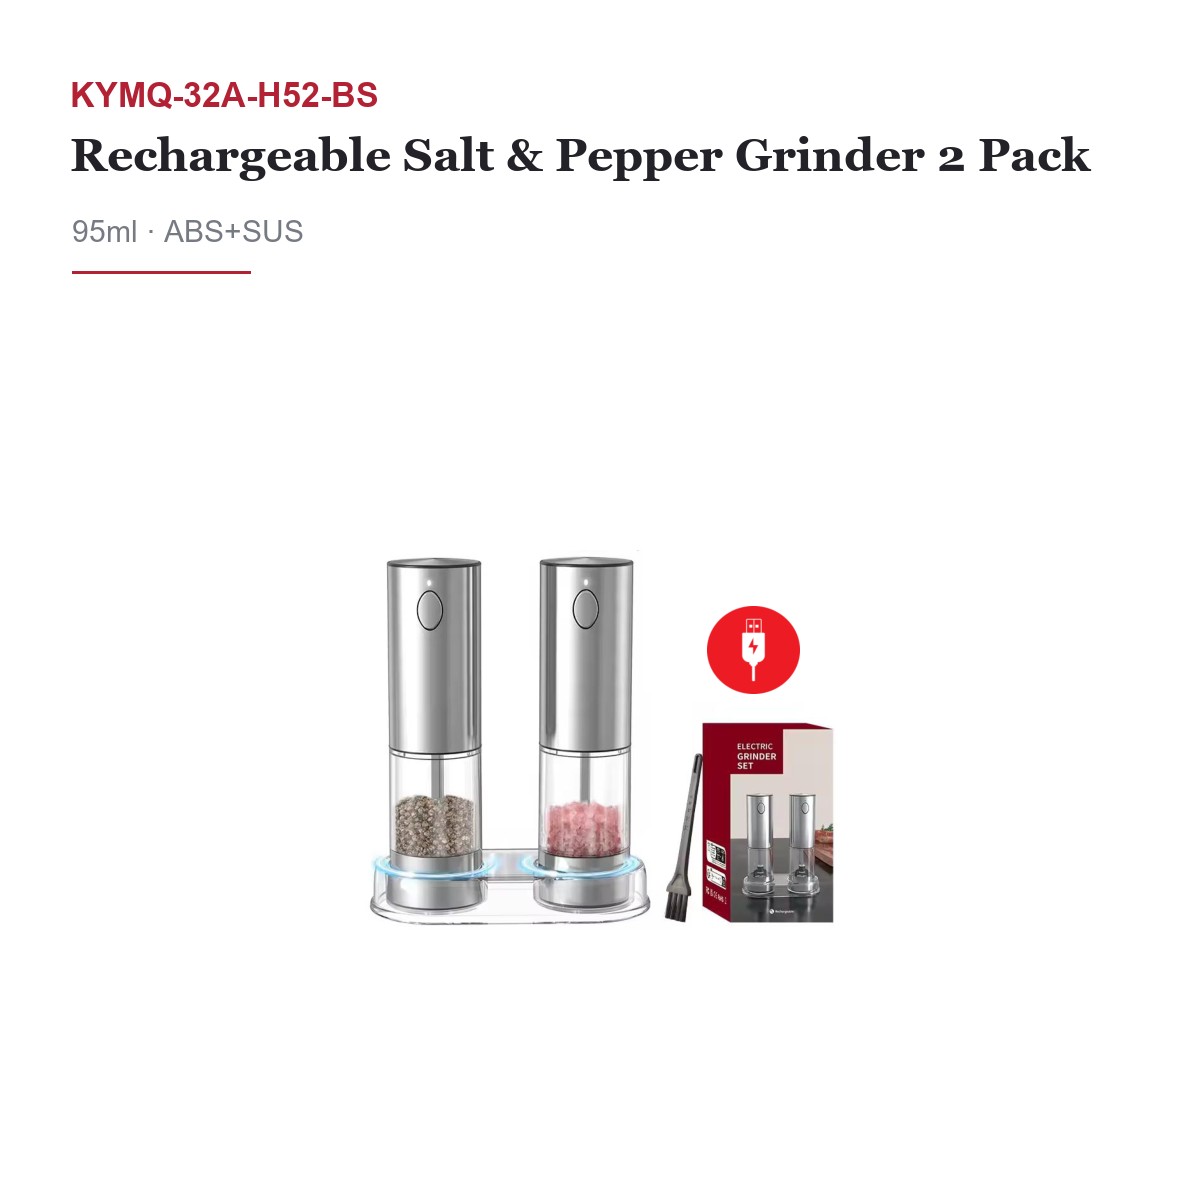 KYMQ-32A-H52-BS
Rechargeable Salt & Pepper Grinder 2 Pack
95ml · ABS+SUS
ELECTRIC
GRINDER
SET